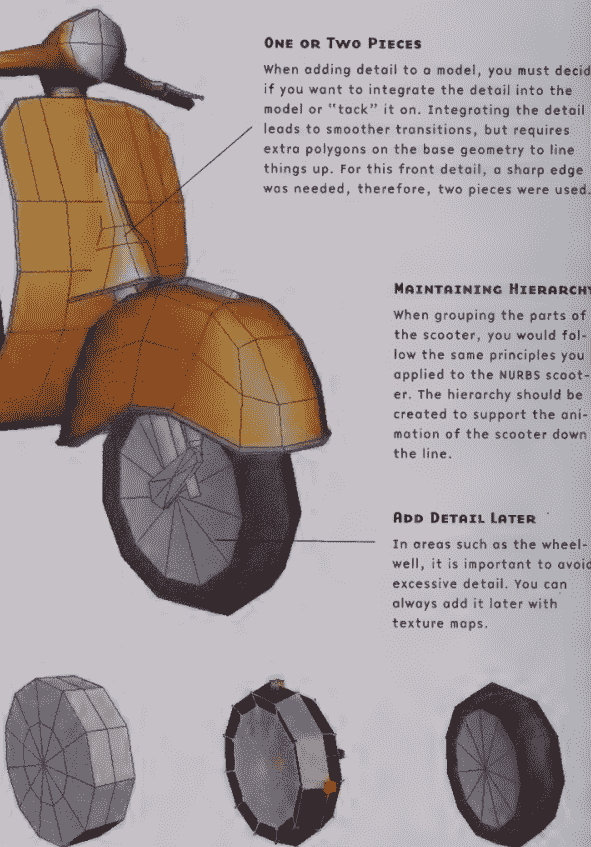 ONE OR TWO PIECES
When adding detail to a model, you must decid
if you want to integrate the detail into the
model or “tack” it on. Integrating the detail
leads to smoother transitions, but requires
extra polygons on the base geometry to line
things up. For this front detail, a sharp edge
was needed, therefore, two pieces were used.
MAINTAINING HIERARCHY
When grouping the parts of
the scooter, you would fol-
low the same principles you
applied to the NURBS scoot-
er. The hierarchy should be
created to support the ani-
mation of the scooter down
the line.
ADD DETAIL LATER
In areas such as the wheel-
well, it is important to avoid
excessive detail. You can
always add it later with
texture maps.